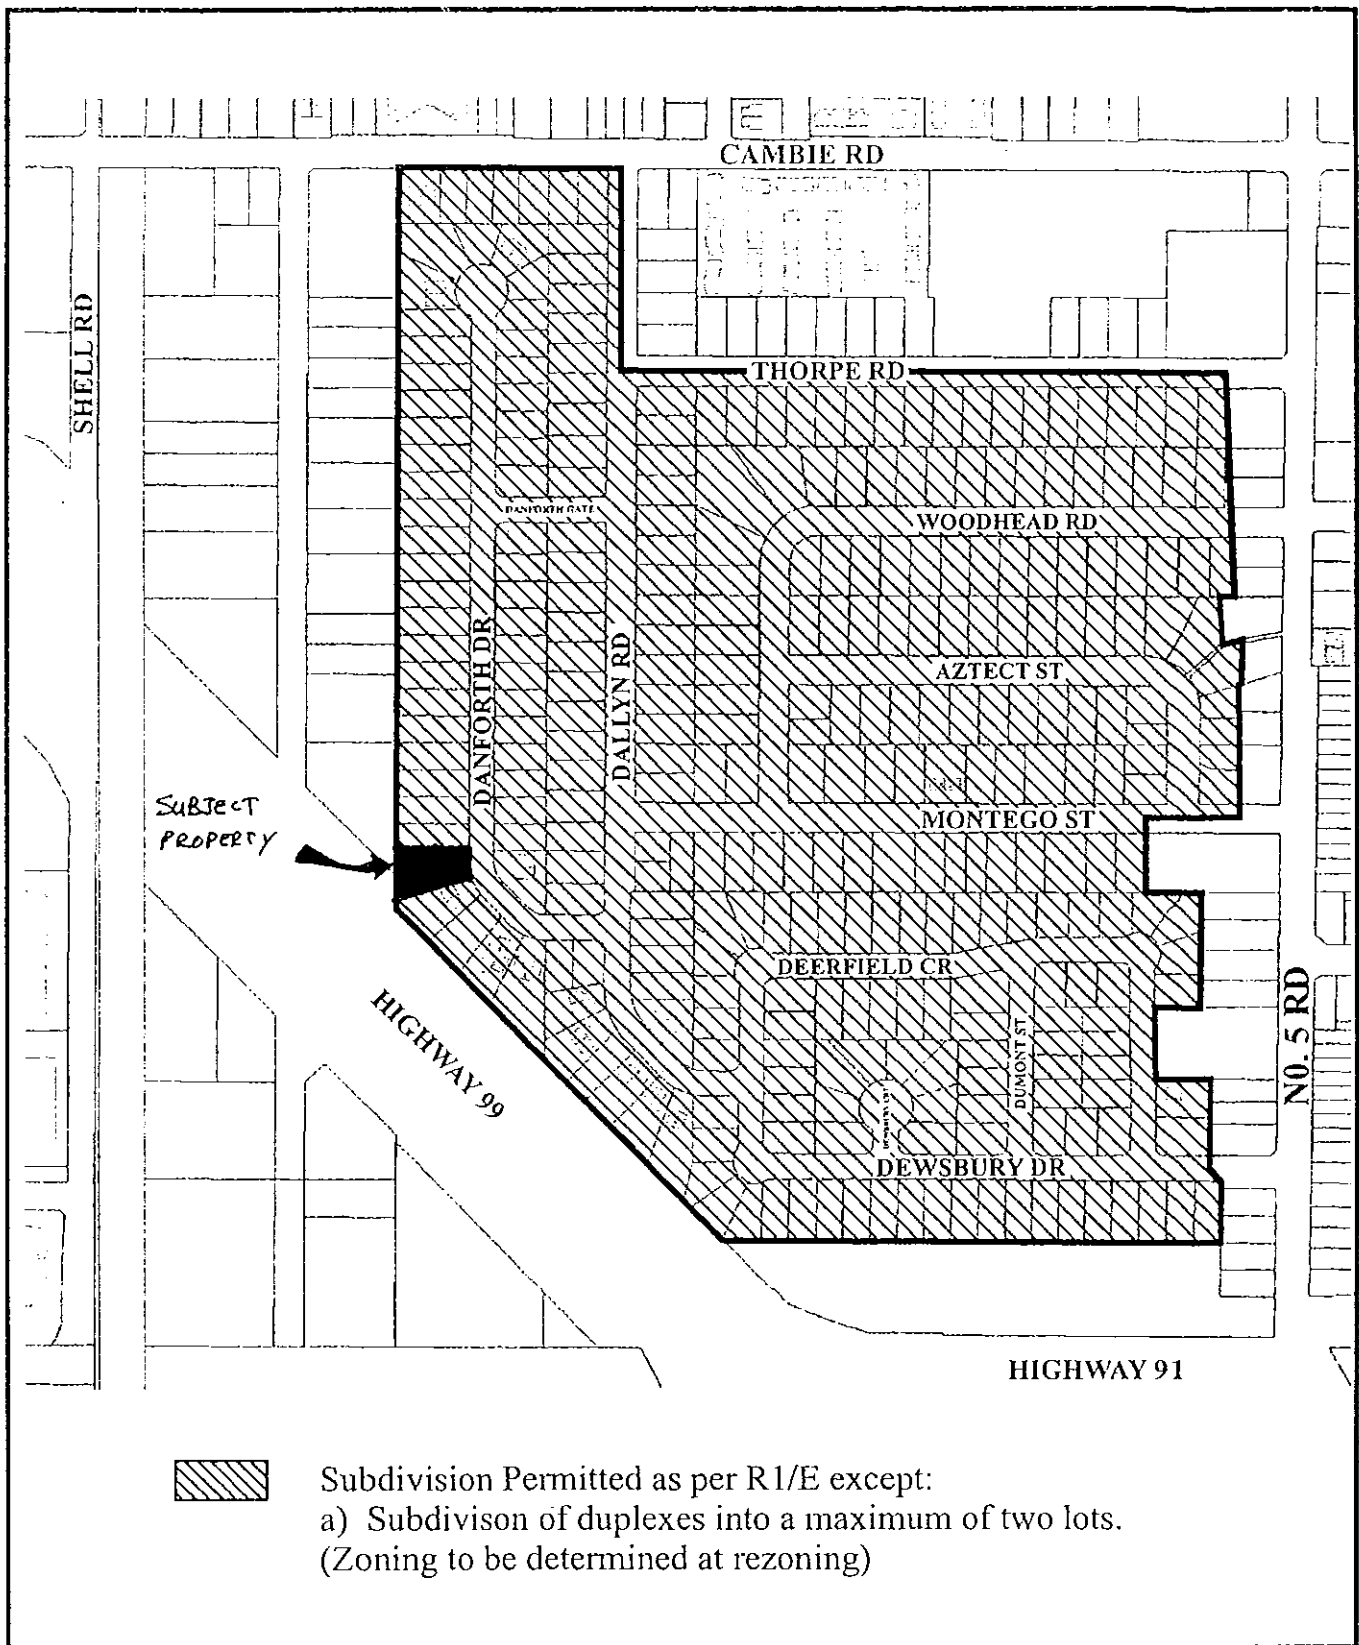 CAMBIE RD
SHELL RD
THORPE RD
DANFORTH GATE
WOODHEAD RD
DANFORTH DR
DALLYN RD
AZTECT ST
SUBJECT
PROPERTY
MONTEGO ST
DEERFIELD CR
HIGHWAY 99
DUMONT ST
N0. 5 RD
DEWSBURY DR
HIGHWAY 91
Subdivision Permitted as per R1/E except:
a) Subdivison of duplexes into a maximum of two lots.
(Zoning to be determined at rezoning)